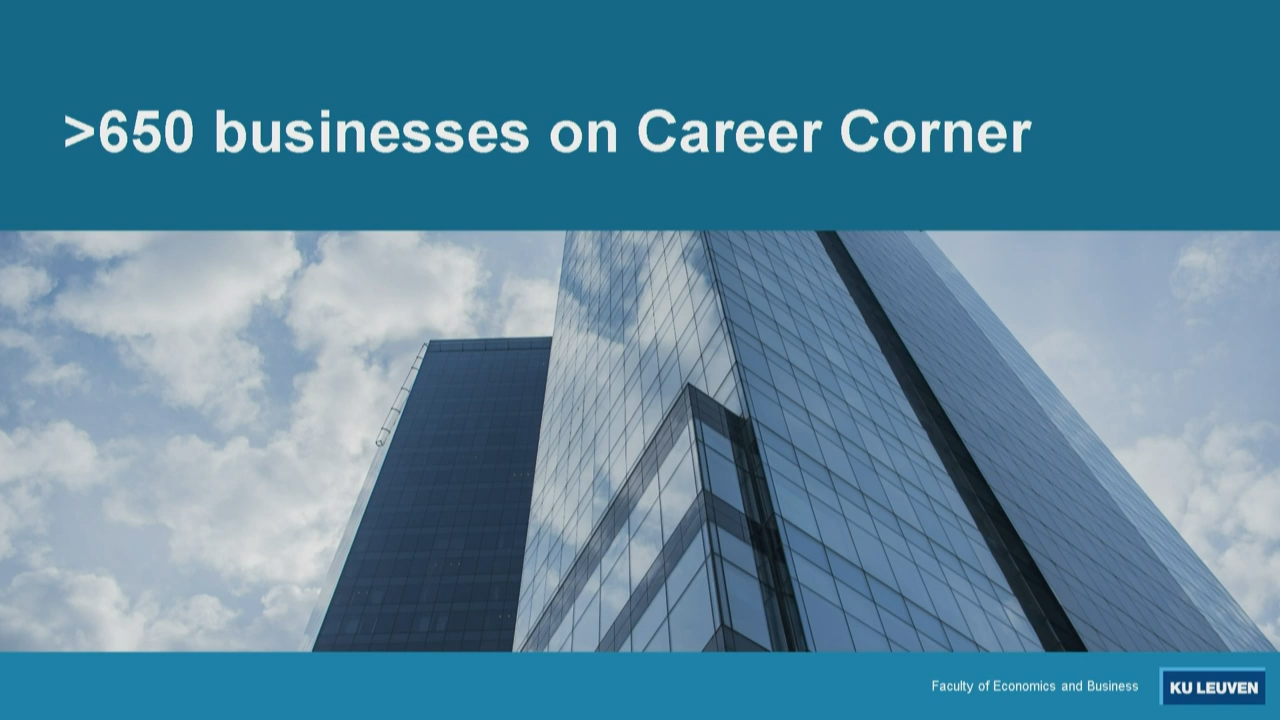 >650 businesses on Career Corner
Faculty of Economics and Business
KU LEUVEN